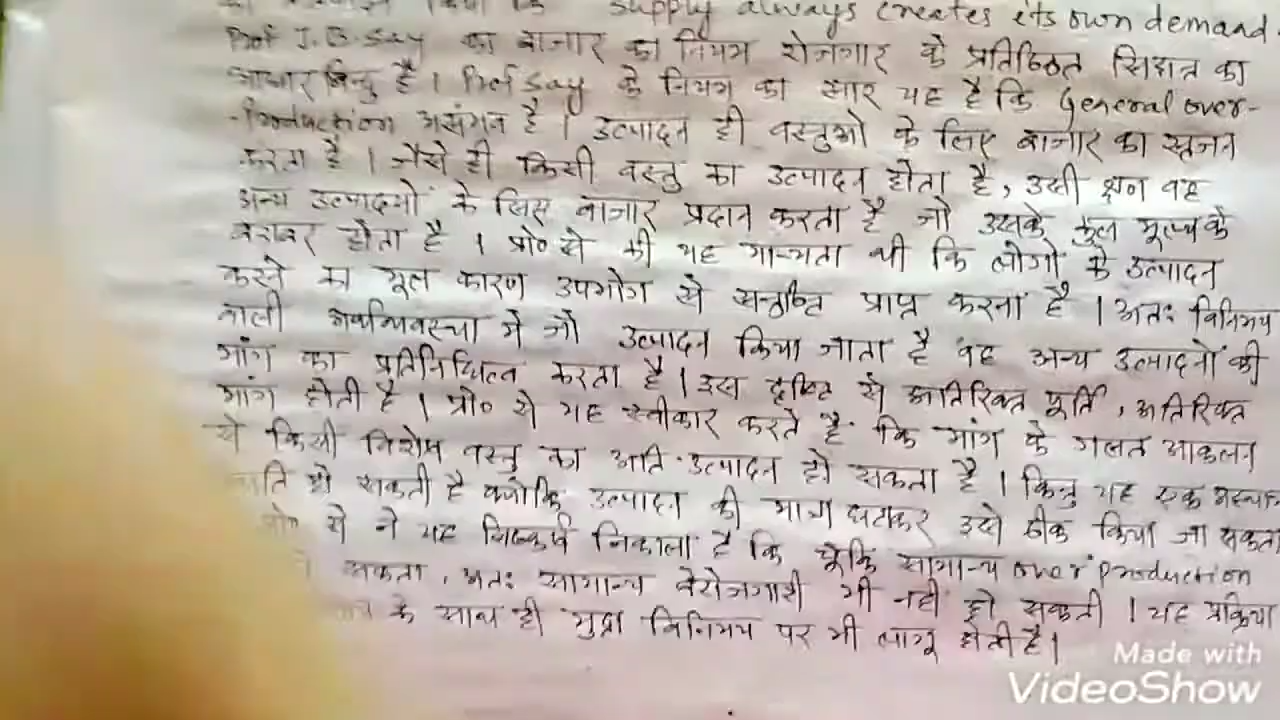 supply always creates its own demand.
Prof J.B. Say का बाजार का नियम रोजगार के प्रतिष्ठित सिद्धान्त का
आधार बिन्दु है। Prof Say के नियम का सार यह है कि General over-
-Production असंभव है। उत्पादन ही वस्तुओ के लिए बाजार का सृजन
करता है। जैसे ही किसी वस्तु का उत्पादन होता है, उसी क्षण वह
अन्य उत्पादों के लिए बाजार प्रदान करता है जो उसके कुल मूल्य के
बराबर होता है। प्रो० से की यह मान्यता थी कि लोगों के उत्पादन
करने का मूल कारण उपभोग से सन्तुष्टि प्राप्त करना है। अतः विनिमय
वाली अर्थव्यवस्था मे जो उत्पादन किया जाता है वह अन्य उत्पादनों की
मांग का प्रतिनिधित्व करता है। इस दृष्टि से अतिरिक्त पूर्ति, अतिरिक्त
मांग होती है। प्रो० से यह स्वीकार करते है कि मांग के गलत आकलन
से किसी विशेष वस्तु का अति-उत्पादन हो सकता है। किन्तु यह एक
हो सकती है क्योंकि उत्पादन की मात्रा घटाकर उसे ठीक किया जा सकता
से ने यह निष्कर्ष निकाला है कि चूंकि सामान्य over production
सकता, अतः सामान्य बेरोजगारी भी नही हो सकती। यह प्रक्रिया
के साथ ही मुद्रा विनिमय पर भी लागू होती है।
Made with
VideoShow